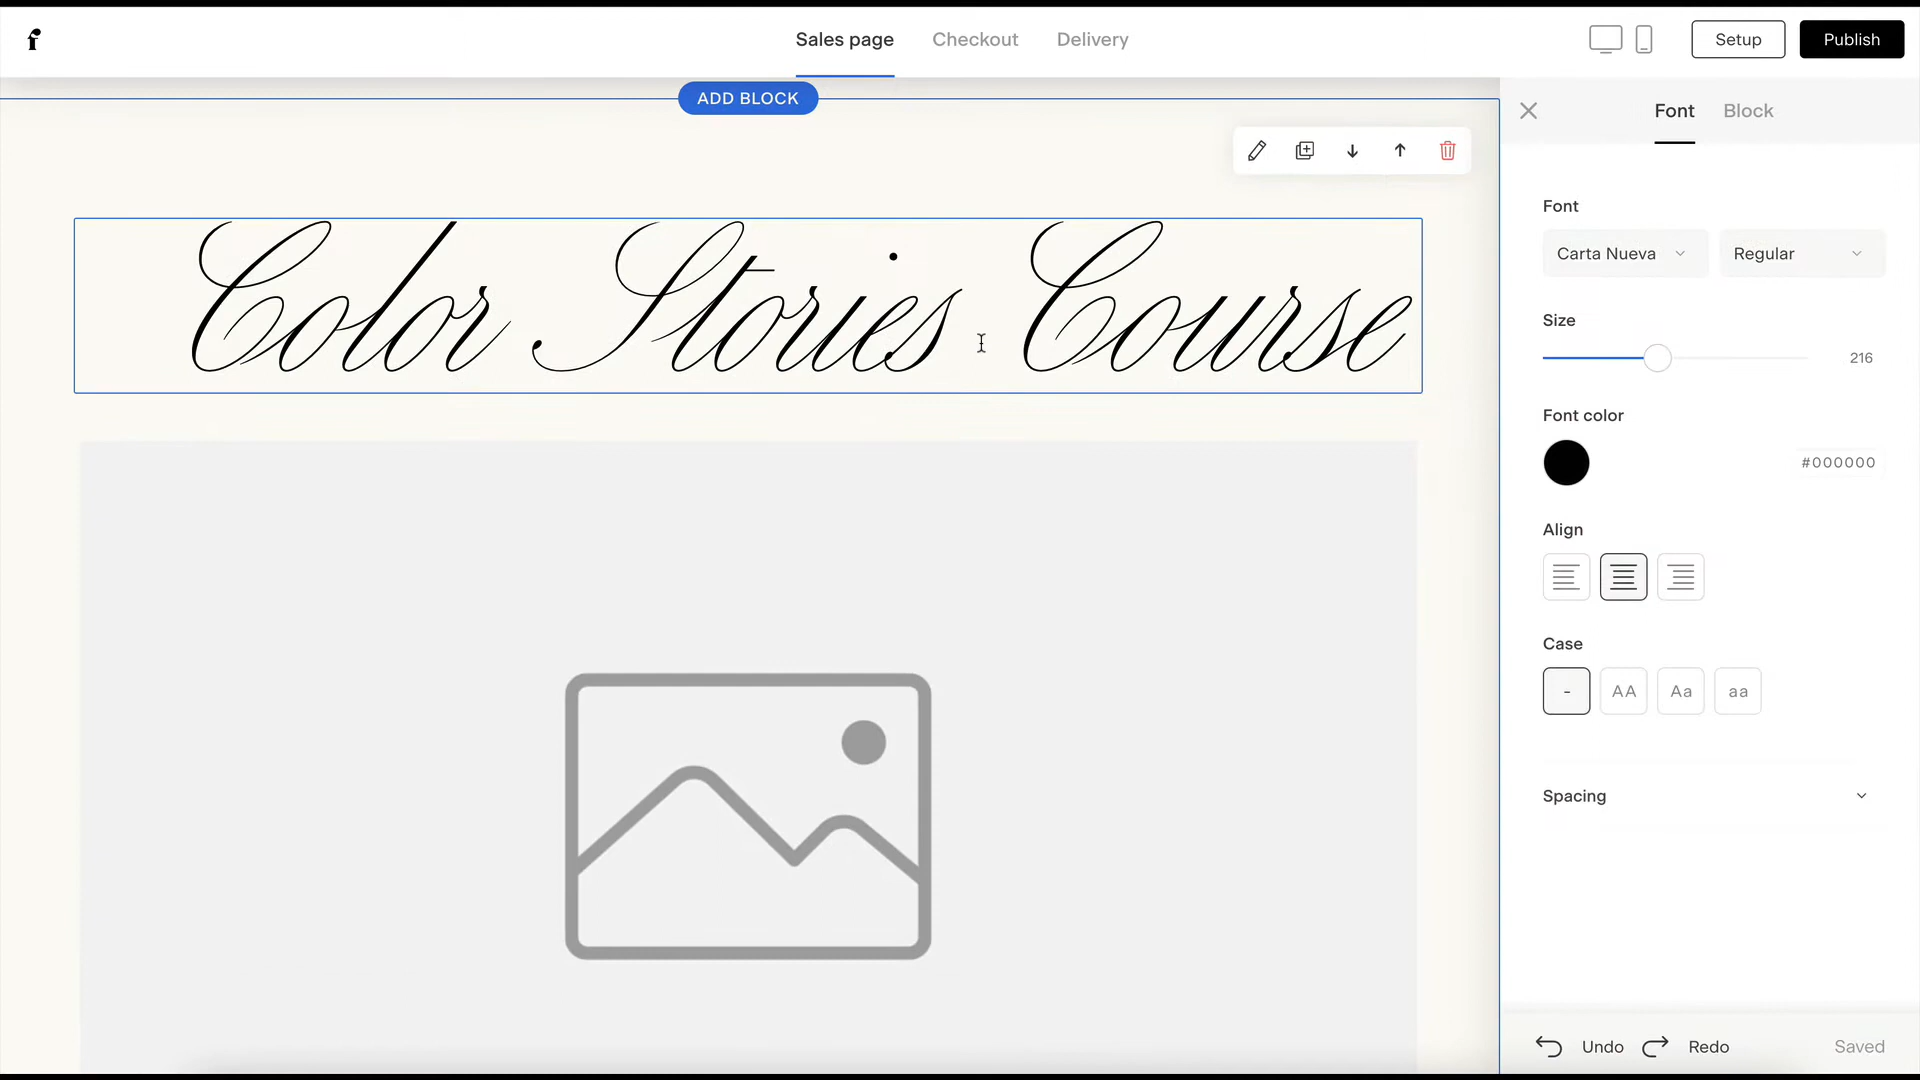 Sales page Checkout Delivery Setup Publish
ADD BLOCK
Font Block
Color Stories Course
Font
Carta Nueva Regular
Size
216
Font color
#000000
Align
Case
- AA Aa aa
Spacing
Undo Redo Saved